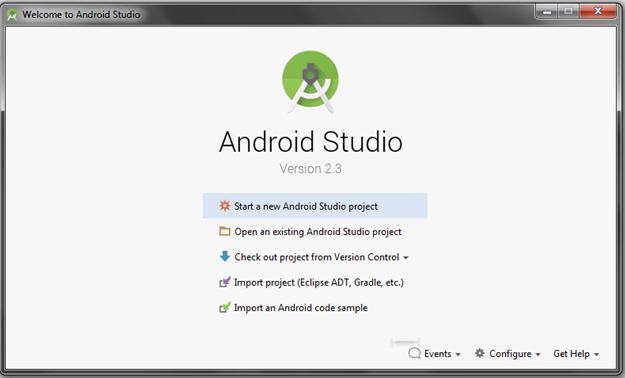 Welcome to Android Studio
Android Studio
Version 2.3
Start a new Android Studio project
Open an existing Android Studio project
Check out project from Version Control
Import project (Eclipse ADT, Gradle, etc.)
Import an Android code sample
Events Configure Get Help